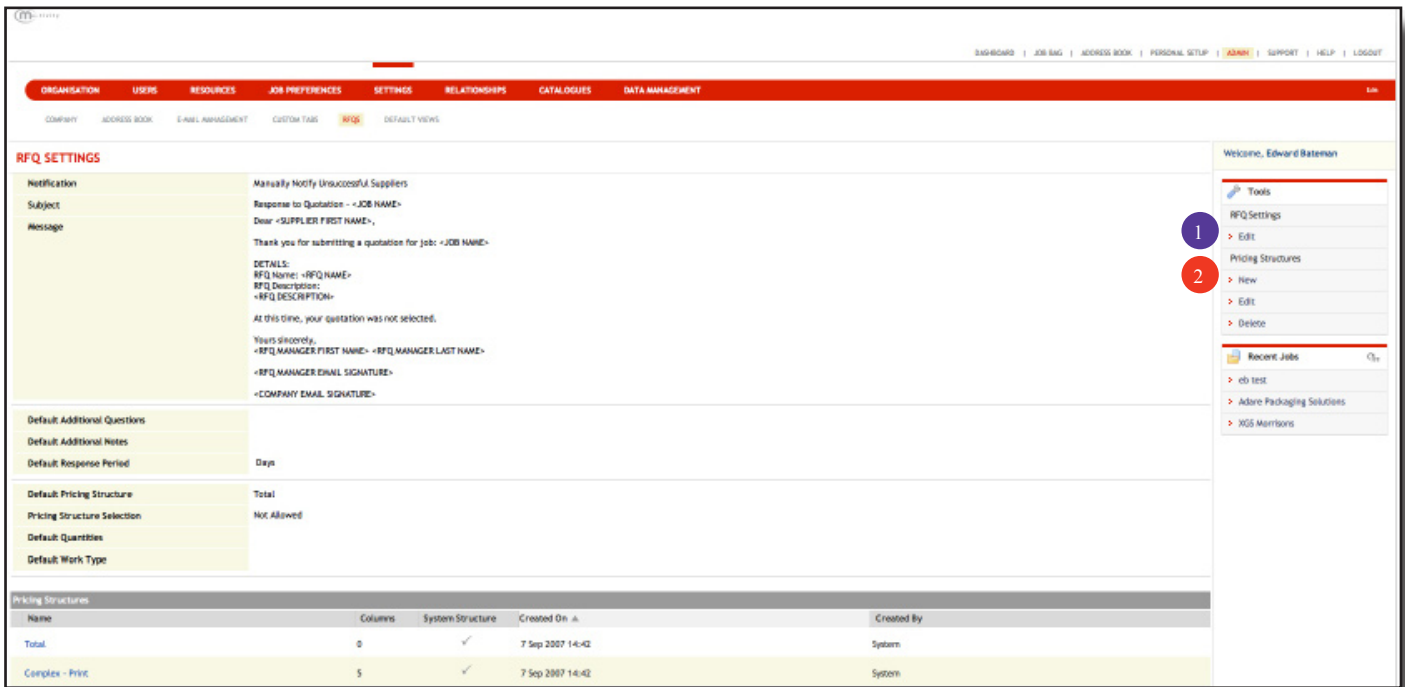 DASHBOARD | JOB BAG | ADDRESS BOOK | PERSONAL SETUP | ADMIN | SUPPORT | HELP | LOGOUT
ORGANISATION USERS RESOURCES JOB PREFERENCES SETTINGS RELATIONSHIPS CATALOGUES DATA MANAGEMENT
COMPANY ADDRESS BOOK E-MAIL MANAGEMENT CUSTOM TABS RFQS DEFAULT VIEWS
RFQ SETTINGS
Notification Manually Notify Unsuccessful Suppliers
Subject Response to Quotation - <JOB NAME>
Message Dear <SUPPLIER FIRST NAME>,
Thank you for submitting a quotation for job: <JOB NAME>
DETAILS:
RFQ Name: <RFQ NAME>
RFQ Description:
<RFQ DESCRIPTION>
At this time, your quotation was not selected.
Yours sincerely,
<RFQ MANAGER FIRST NAME> <RFQ MANAGER LAST NAME>
<RFQ MANAGER EMAIL SIGNATURE>
<COMPANY EMAIL SIGNATURE>
Default Additional Questions
Default Additional Notes
Default Response Period Days
Default Pricing Structure Total
Pricing Structure Selection Not Allowed
Default Quantities
Default Work Type
Pricing Structures
Name Columns System Structure Created On Created By
Total 0 ✓ 7 Sep 2007 14:42 System
Complex - Print 5 ✓ 7 Sep 2007 14:42 System
Welcome, Edward Bateman
Tools
RFQ Settings
1 > Edit
Pricing Structures
2 > New
> Edit
> Delete
Recent Jobs
> eb test
> Adare Packaging Solutions
> XGS Morrisons